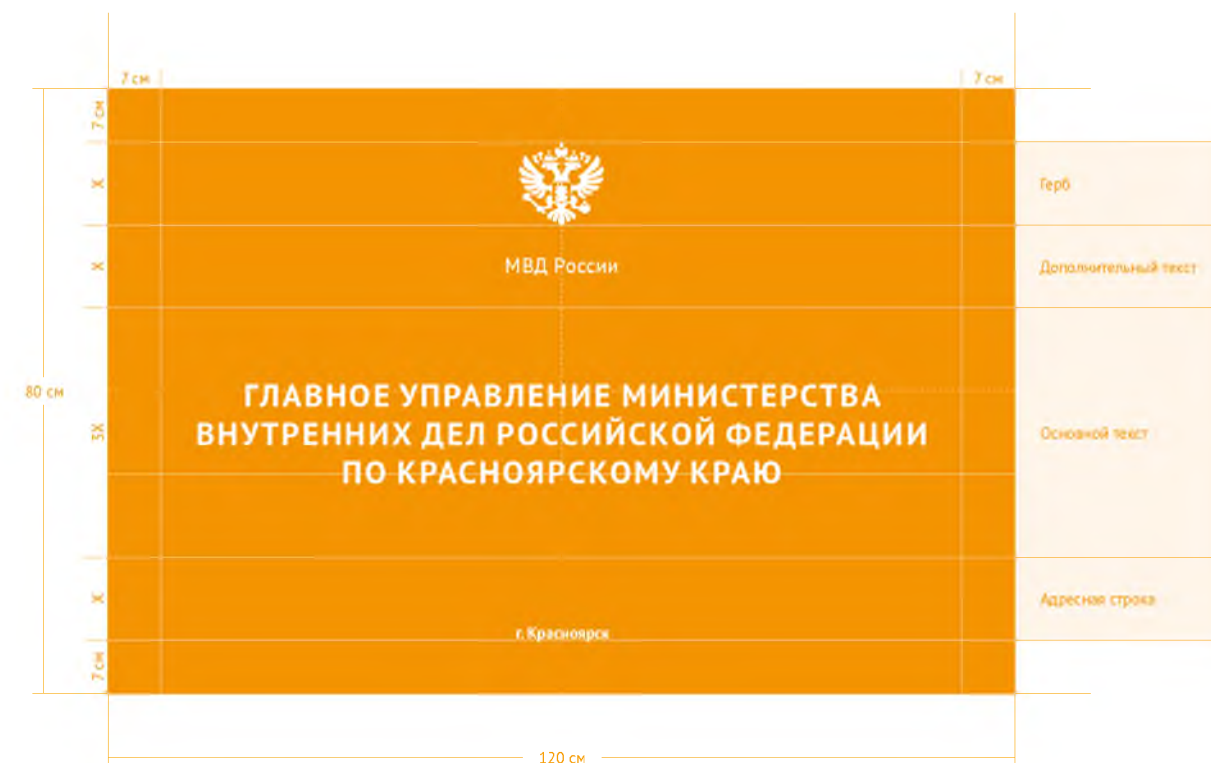 7 см
7 см
7 см
Х
Герб
Х
МВД России
Дополнительный текст
80 см
3Х
ГЛАВНОЕ УПРАВЛЕНИЕ МИНИСТЕРСТВА
ВНУТРЕННИХ ДЕЛ РОССИЙСКОЙ ФЕДЕРАЦИИ
ПО КРАСНОЯРСКОМУ КРАЮ
Основной текст
Х
Адресная строка
г. Красноярск
7 см
120 см